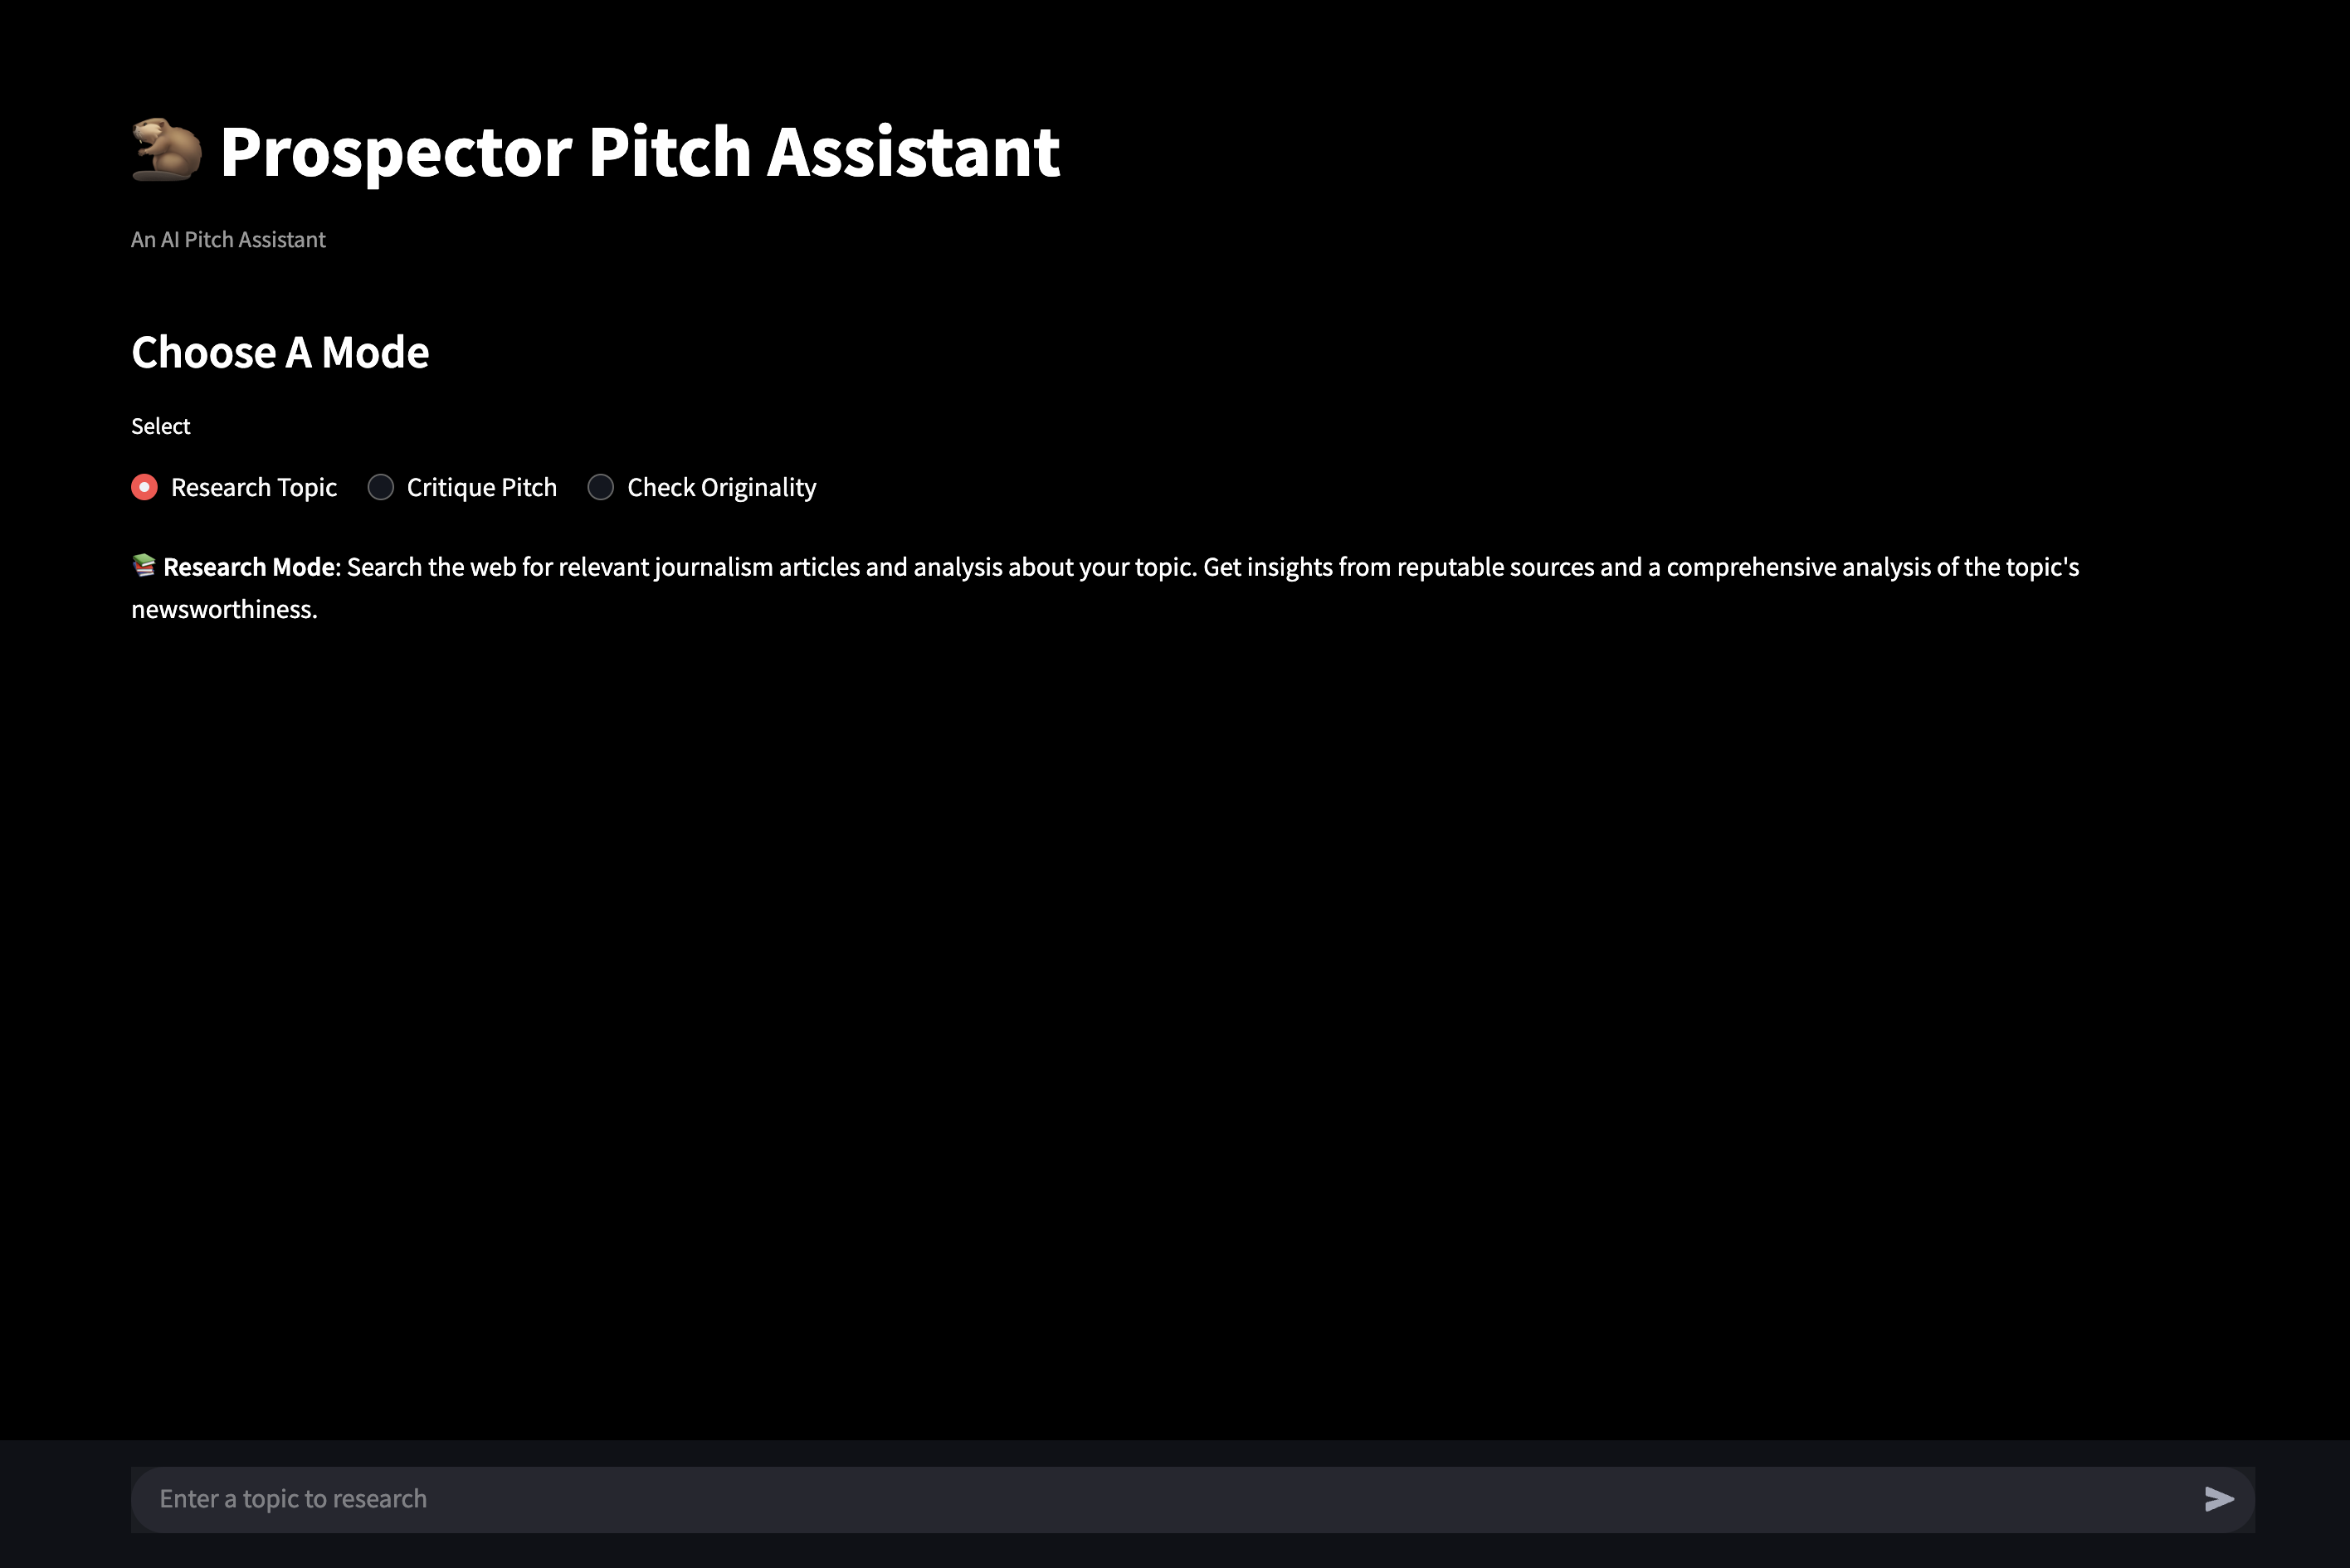 Prospector Pitch Assistant
An AI Pitch Assistant
Choose A Mode
Select
Research Topic Critique Pitch Check Originality
Research Mode: Search the web for relevant journalism articles and analysis about your topic. Get insights from reputable sources and a comprehensive analysis of the topic's
newsworthiness.
Enter a topic to research